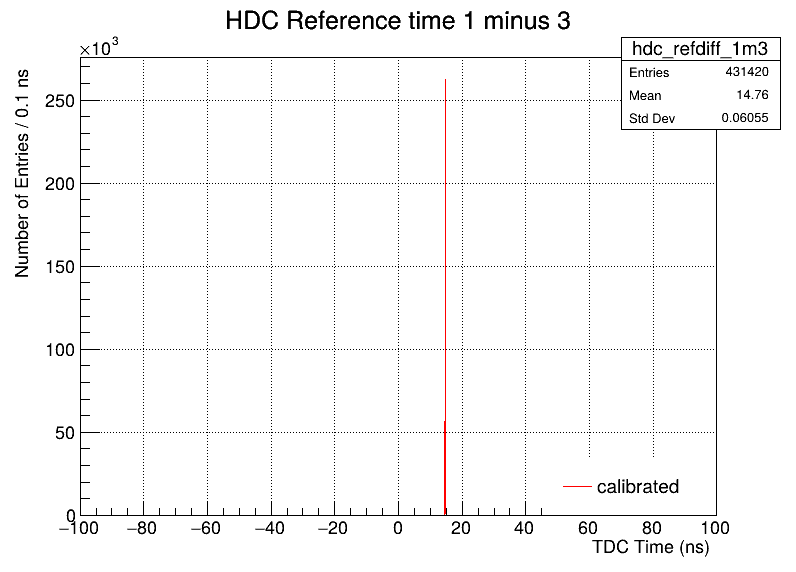 HDC Reference time 1 minus 3
×10³
hdc_refdiff_1m3
Entries 431420
Mean 14.76
Std Dev 0.06055
Number of Entries / 0.1 ns
250
200
150
100
50
0
calibrated
−100 −80 −60 −40 −20 0 20 40 60 80 100
TDC Time (ns)